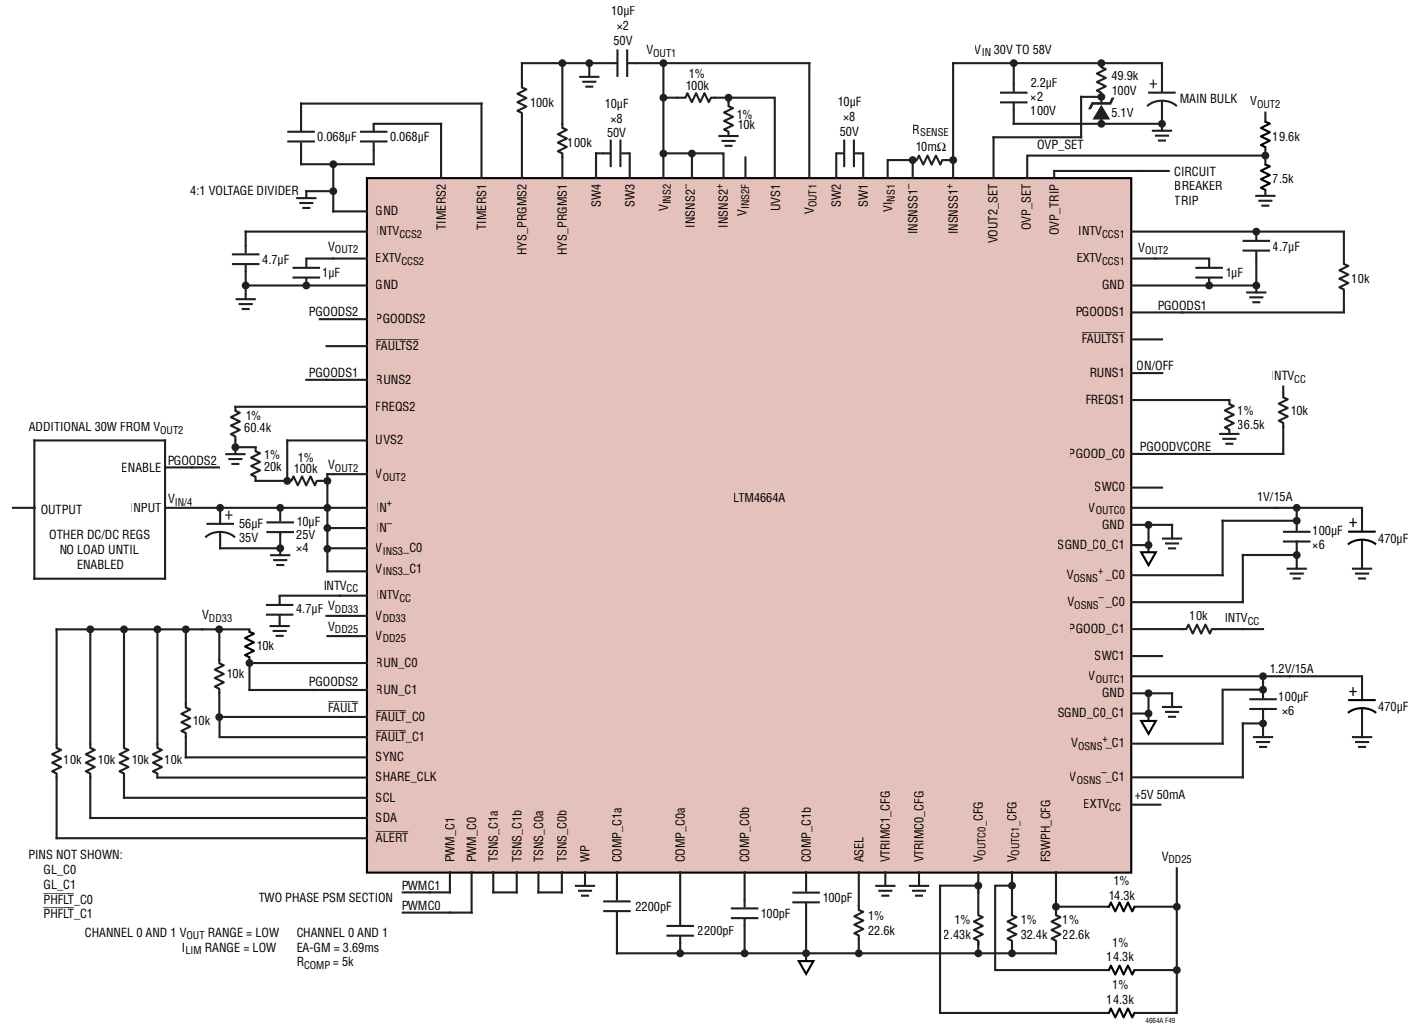 10µF
×2
50V
VOUT1
VIN 30V TO 58V
1%
100k
1%
10k
100k
100k
10µF
×8
50V
10µF
×8
50V
RSENSE
10mΩ
2.2µF
×2
100V
49.9k
100V
5.1V
+
MAIN BULK
VOUT2
19.6k
7.5k
OVP_SET
CIRCUIT
BREAKER
TRIP
0.068µF
0.068µF
4:1 VOLTAGE DIVIDER
TIMERS2
TIMERS1
HYS_PRGMS2
HYS_PRGMS1
SW4
SW3
VINS2
INSNS2−
INSNS2+
VINS2F
UVS1
VOUT1
SW2
SW1
VINS1
INSNSS1−
INSNSS1+
VOUT2_SET
OVP_SET
OVP_TRIP
GND
INTVCCS2
VOUT2
EXTVCCS2
4.7µF
1µF
GND
PGOODS2
PGOODS2
FAULTS2
PGOODS1
RUNS2
FREQS2
1%
60.4k
UVS2
1%
20k
1%
100k
VOUT2
VOUT2
ADDITIONAL 30W FROM VOUT2
ENABLE
PGOODS2
OUTPUT
INPUT
VIN/4
OTHER DC/DC REGS
NO LOAD UNTIL
ENABLED
+
56µF
35V
10µF
25V
×4
IN+
IN−
VINS3_C0
VINS3_C1
INTVCC
INTVCC
4.7µF
VDD33
VDD33
VDD25
VDD25
VDD33
10k
RUN_C0
10k
PGOODS2
RUN_C1
FAULT
FAULT_C0
10k
FAULT_C1
SYNC
10k
10k
10k
10k
SHARE_CLK
SCL
SDA
ALERT
LTM4664A
INTVCCS1
4.7µF
VOUT2
EXTVCCS1
1µF
10k
GND
PGOODS1
PGOODS1
FAULTS1
RUNS1
ON/OFF
INTVCC
FREQS1
1%
36.5k
10k
PGOOD_C0
PGOODVCORE
SWC0
VOUTC0
1V/15A
GND
100µF
×6
+
470µF
SGND_C0_C1
VOSNS+_C0
VOSNS−_C0
PGOOD_C1
10k
INTVCC
SWC1
VOUTC1
1.2V/15A
GND
100µF
×6
+
470µF
SGND_C0_C1
VOSNS+_C1
VOSNS−_C1
EXTVCC
+5V 50mA
PWM_C1
PWM_C0
TSNS_C1a
TSNS_C1b
TSNS_C0a
TSNS_C0b
WP
COMP_C1a
COMP_C0a
COMP_C0b
COMP_C1b
ASEL
VTRIMC1_CFG
VTRIMC0_CFG
VOUTC0_CFG
VOUTC1_CFG
FSWPH_CFG
PINS NOT SHOWN:
GL_C0
GL_C1
PHFLT_C0
PHFLT_C1
TWO PHASE PSM SECTION
PWMC1
PWMC0
2200pF
2200pF
100pF
100pF
1%
22.6k
1%
2.43k
1%
32.4k
1%
22.6k
VDD25
1%
14.3k
1%
14.3k
1%
14.3k
CHANNEL 0 AND 1 VOUT RANGE = LOW
ILIM RANGE = LOW
CHANNEL 0 AND 1
EA-GM = 3.69ms
RCOMP = 5k
4664A F49